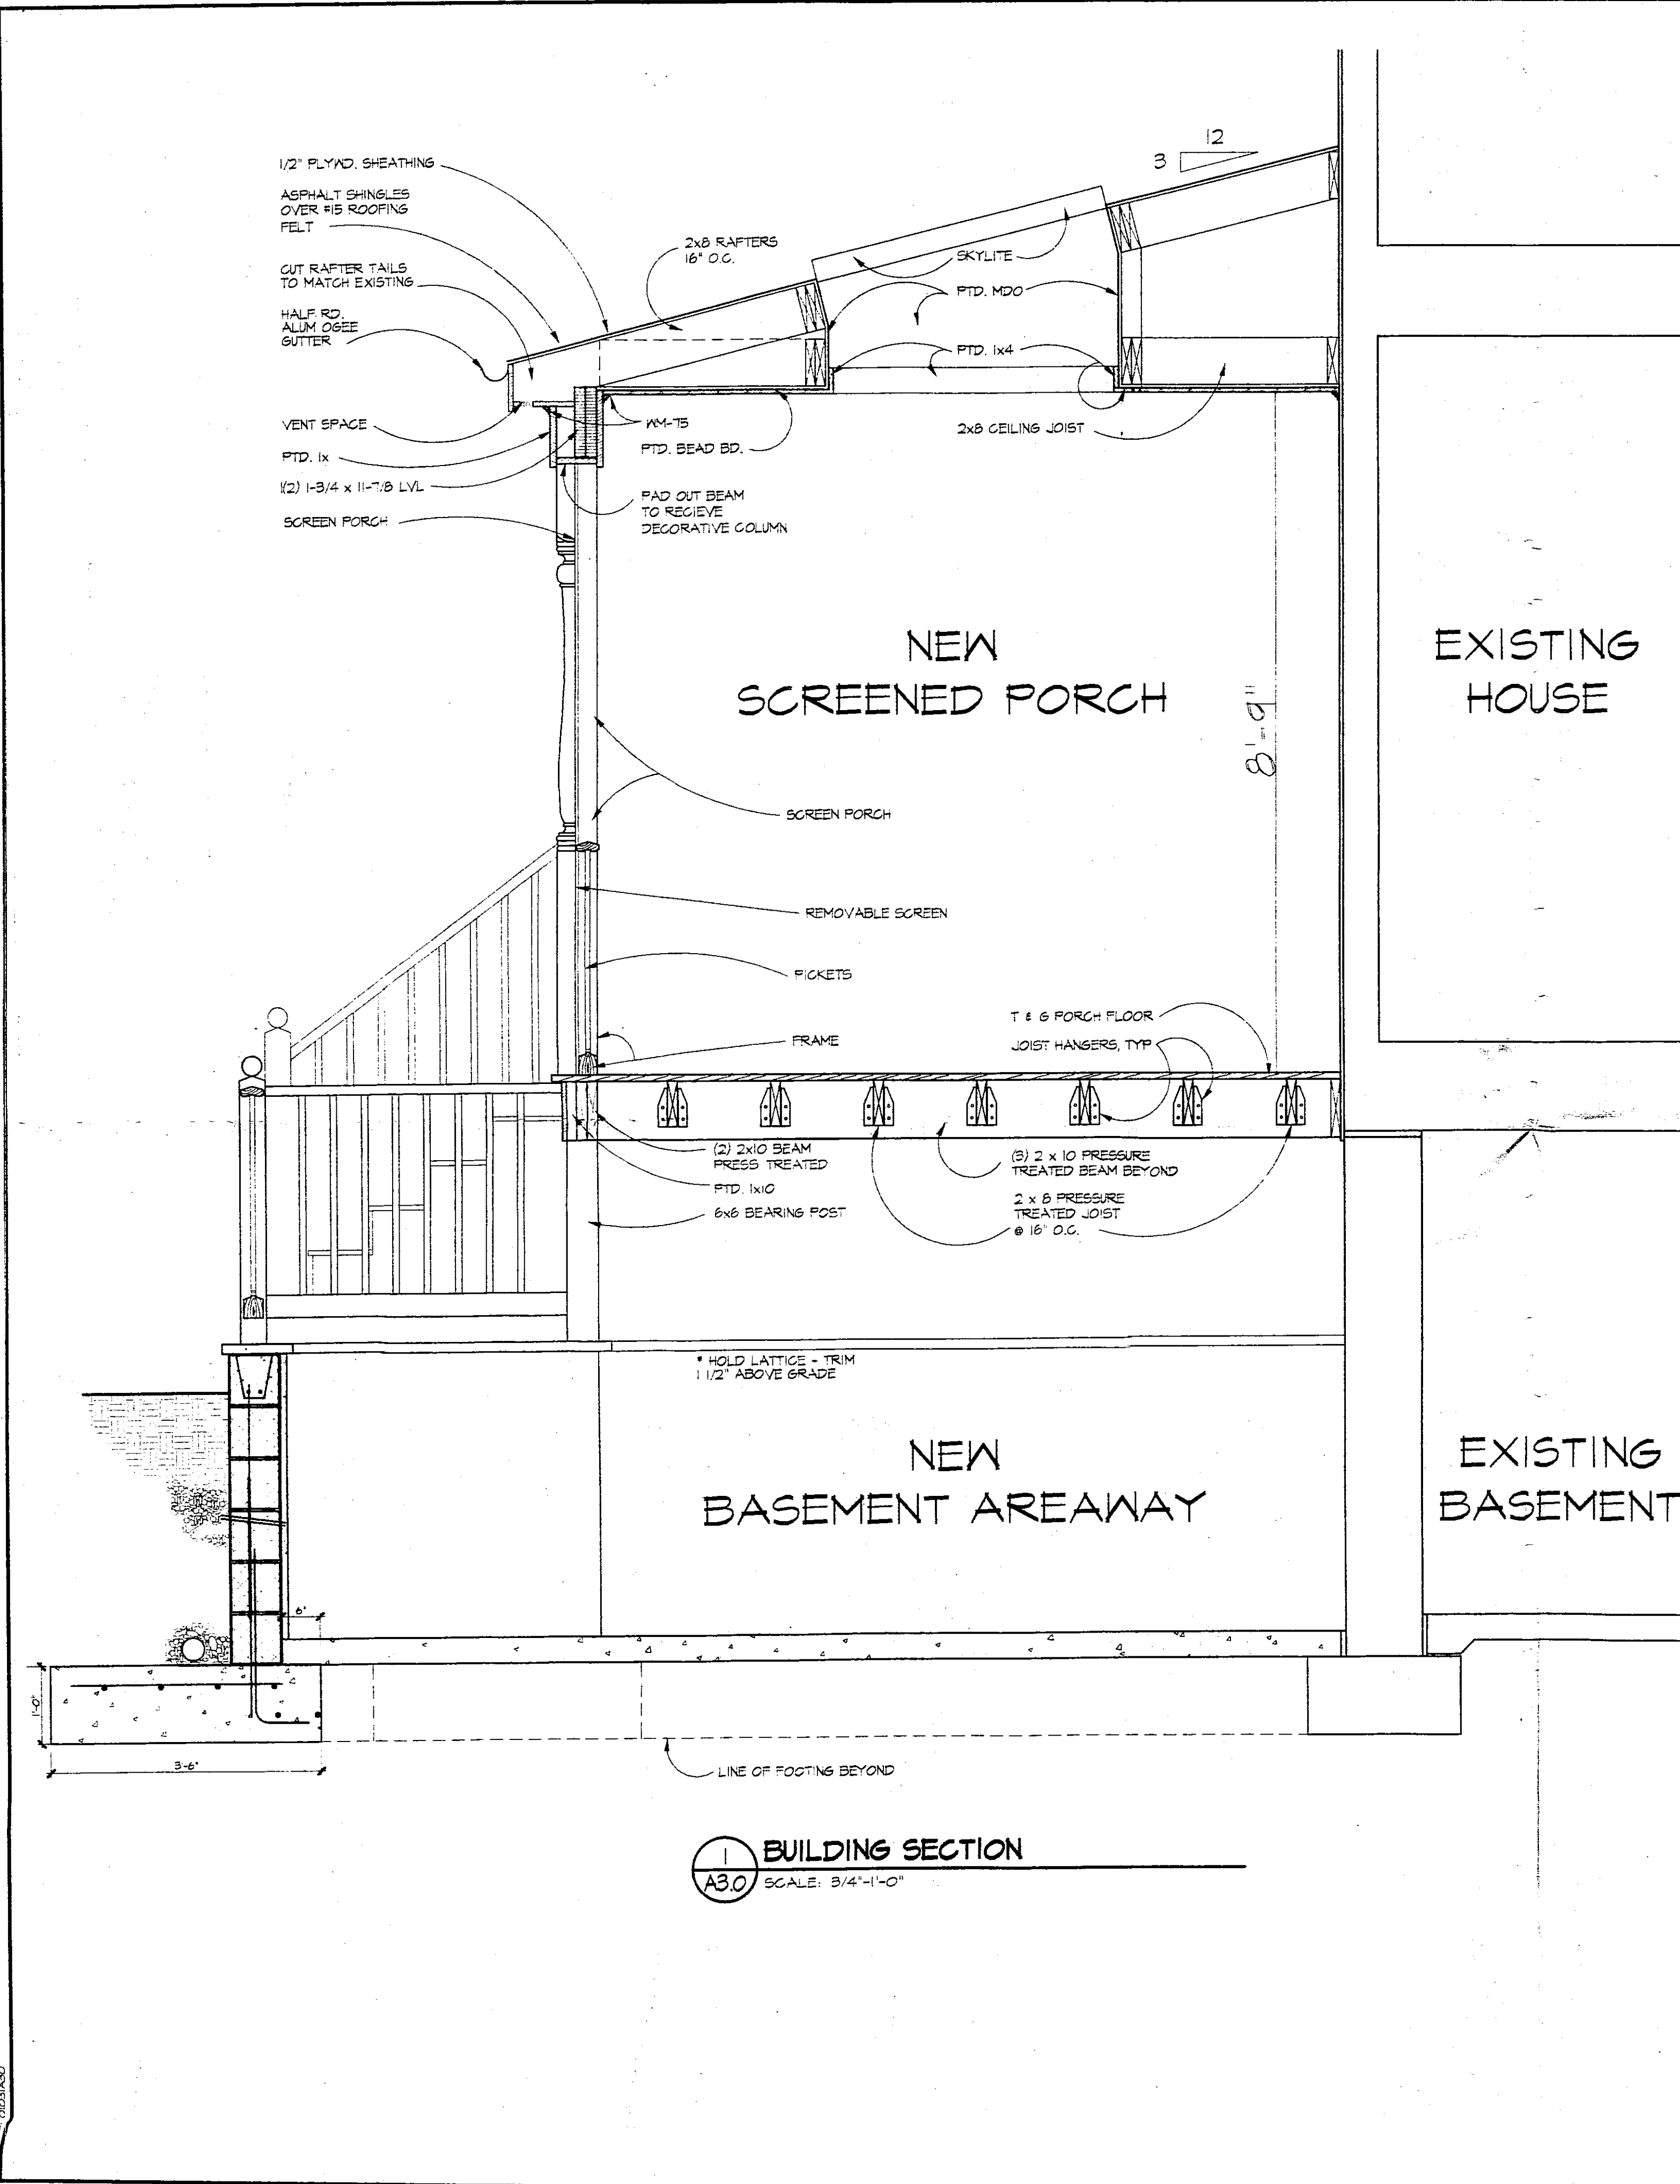 12
3
1/2" PLYWD. SHEATHING
ASPHALT SHINGLES
OVER #15 ROOFING
FELT
2x8 RAFTERS
16" O.C.
SKYLITE
CUT RAFTER TAILS
TO MATCH EXISTING
PTD. MDO
HALF RD.
ALUM OGEE
GUTTER
PTD. 1x4
VENT SPACE
WM-75
2x8 CEILING JOIST
PTD. BEAD BD.
PTD. 1x
1(2) 1-3/4 x 11-7/8 LVL
PAD OUT BEAM
TO RECIEVE
DECORATIVE COLUMN
SCREEN PORCH
NEW
SCREENED PORCH
EXISTING
HOUSE
8'-9"
SCREEN PORCH
REMOVABLE SCREEN
PICKETS
T & G PORCH FLOOR
FRAME
JOIST HANGERS, TYP
(2) 2x10 BEAM
PRESS TREATED
(3) 2 x 10 PRESSURE
TREATED BEAM BEYOND
PTD. 1x10
6x6 BEARING POST
2 x 8 PRESSURE
TREATED JOIST
@ 16" O.C.
* HOLD LATTICE - TRIM
1 1/2" ABOVE GRADE
NEW
BASEMENT AREAWAY
EXISTING
BASEMENT
6"
1'-0"
3'-6"
LINE OF FOOTING BEYOND
1
A3.0
BUILDING SECTION
SCALE: 3/4"-1'-0"